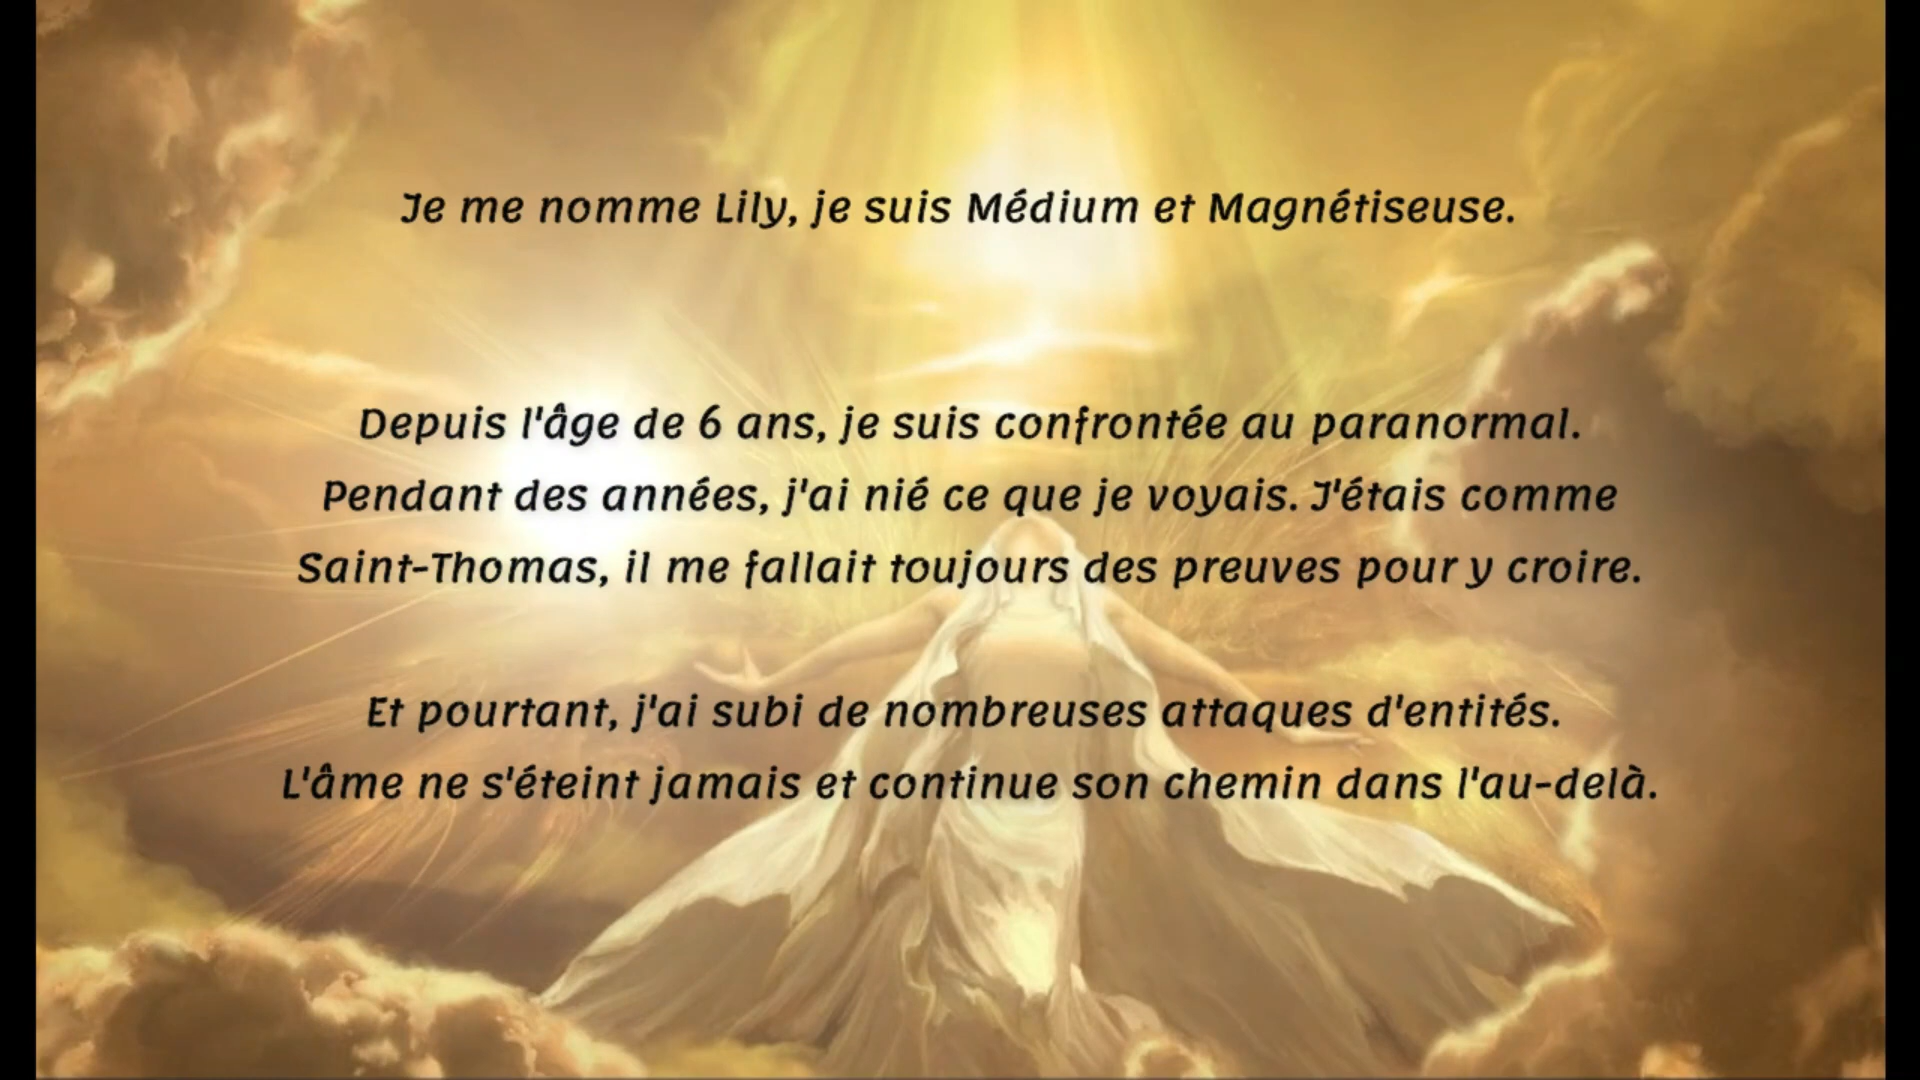 Je me nomme Lily, je suis Médium et Magnétiseuse.
Depuis l'âge de 6 ans, je suis confrontée au paranormal.
Pendant des années, j'ai nié ce que je voyais. J'étais comme
Saint-Thomas, il me fallait toujours des preuves pour y croire.
Et pourtant, j'ai subi de nombreuses attaques d'entités.
L'âme ne s'éteint jamais et continue son chemin dans l'au-delà.